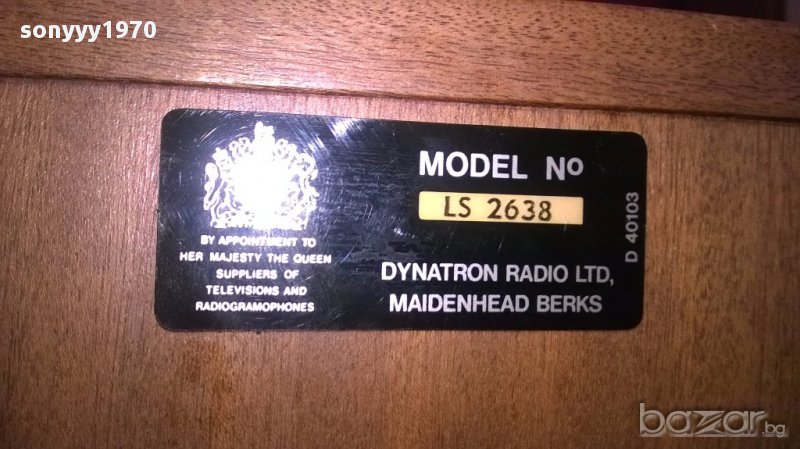 sonyyy1970
MODEL Nº
LS 2638
BY APPOINTMENT TO
HER MAJESTY THE QUEEN
SUPPLIERS OF
TELEVISIONS AND
RADIOGRAMOPHONES
DYNATRON RADIO LTD,
MAIDENHEAD BERKS
D 40103
bazar.bg